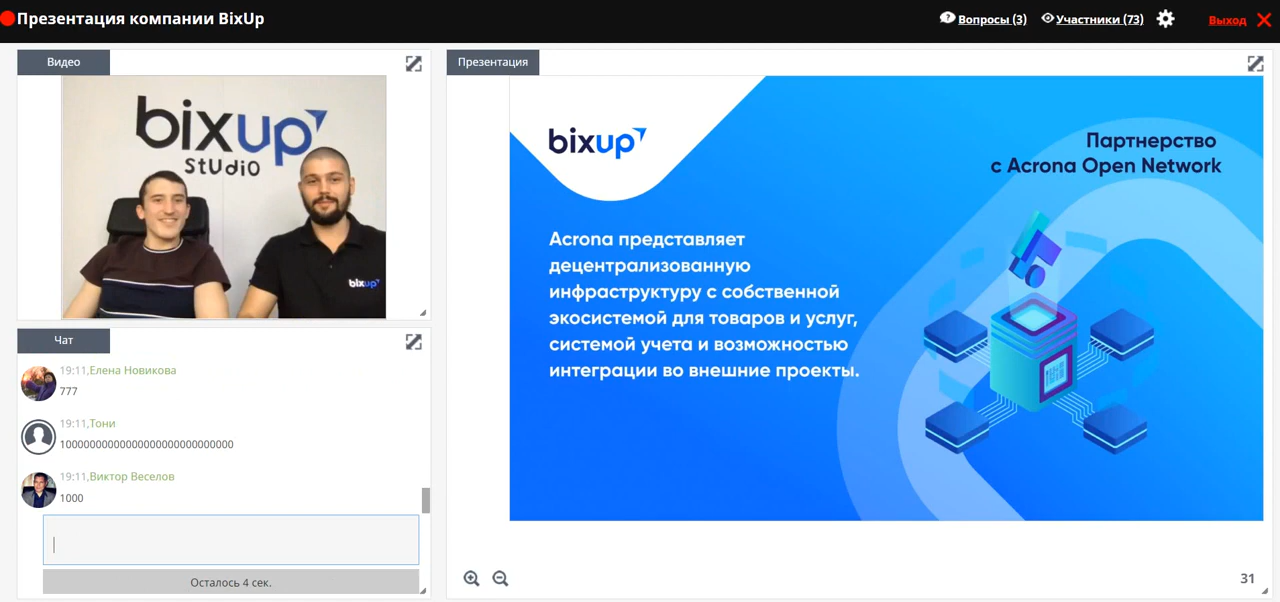 Презентация компании BixUp
Вопросы (3)
Участники (73)
Выход
Видео
bixup
StUdiO
bixup
Чат
19:11,Елена Новикова
777
19:11,Тони
1000000000000000000000000000
19:11,Виктор Веселов
1000
Осталось 4 сек.
Презентация
bixup
Партнерство
с Acrona Open Network
Acrona представляет
децентрализованную
инфраструктуру с собственной
экосистемой для товаров и услуг,
системой учета и возможностью
интеграции во внешние проекты.
31